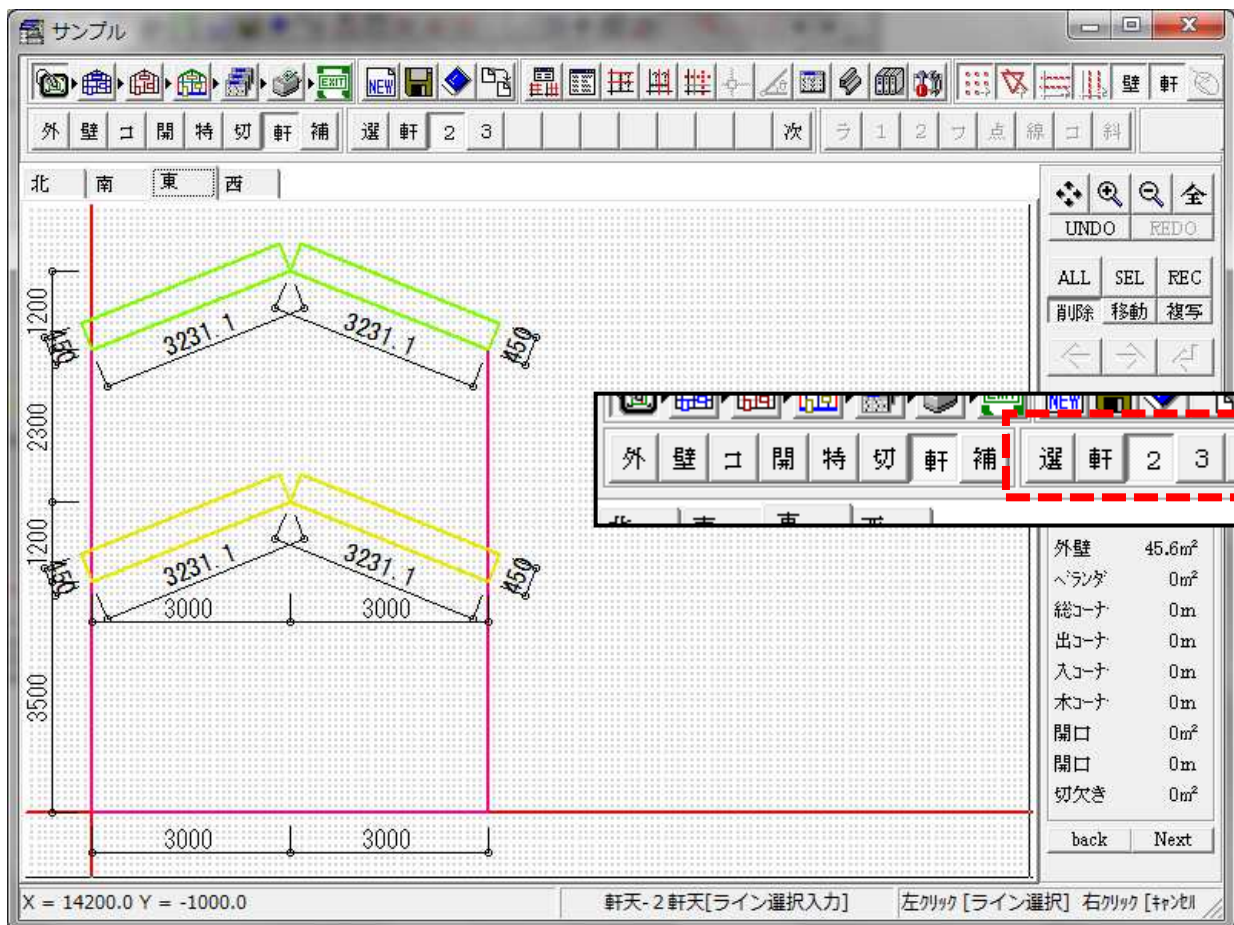 サンプル
EXIT NEW 壁 軒
外 壁 コ 開 特 切 軒 補 選 軒 2 3 次 ラ 1 2 ワ 点 線 コ 斜
北 南 東 西
全
UNDO REDO
ALL SEL REC
削除 移動 複写
1200
450 3231.1 3231.1 450
2300
NEW
外 壁 コ 開 特 切 軒 補 選 軒 2 3
1200
450 3231.1 3231.1 450
3000 3000
3500
3000 3000
外壁 45.6m²
ベランダ 0m²
総コーナ 0m
出コーナ 0m
入コーナ 0m
木コーナ 0m
開口 0m²
開口 0m
切欠き 0m²
back Next
X = 14200.0 Y = -1000.0 軒天-2軒天[ライン選択入力] 左クリック[ライン選択] 右クリック[キャンセル